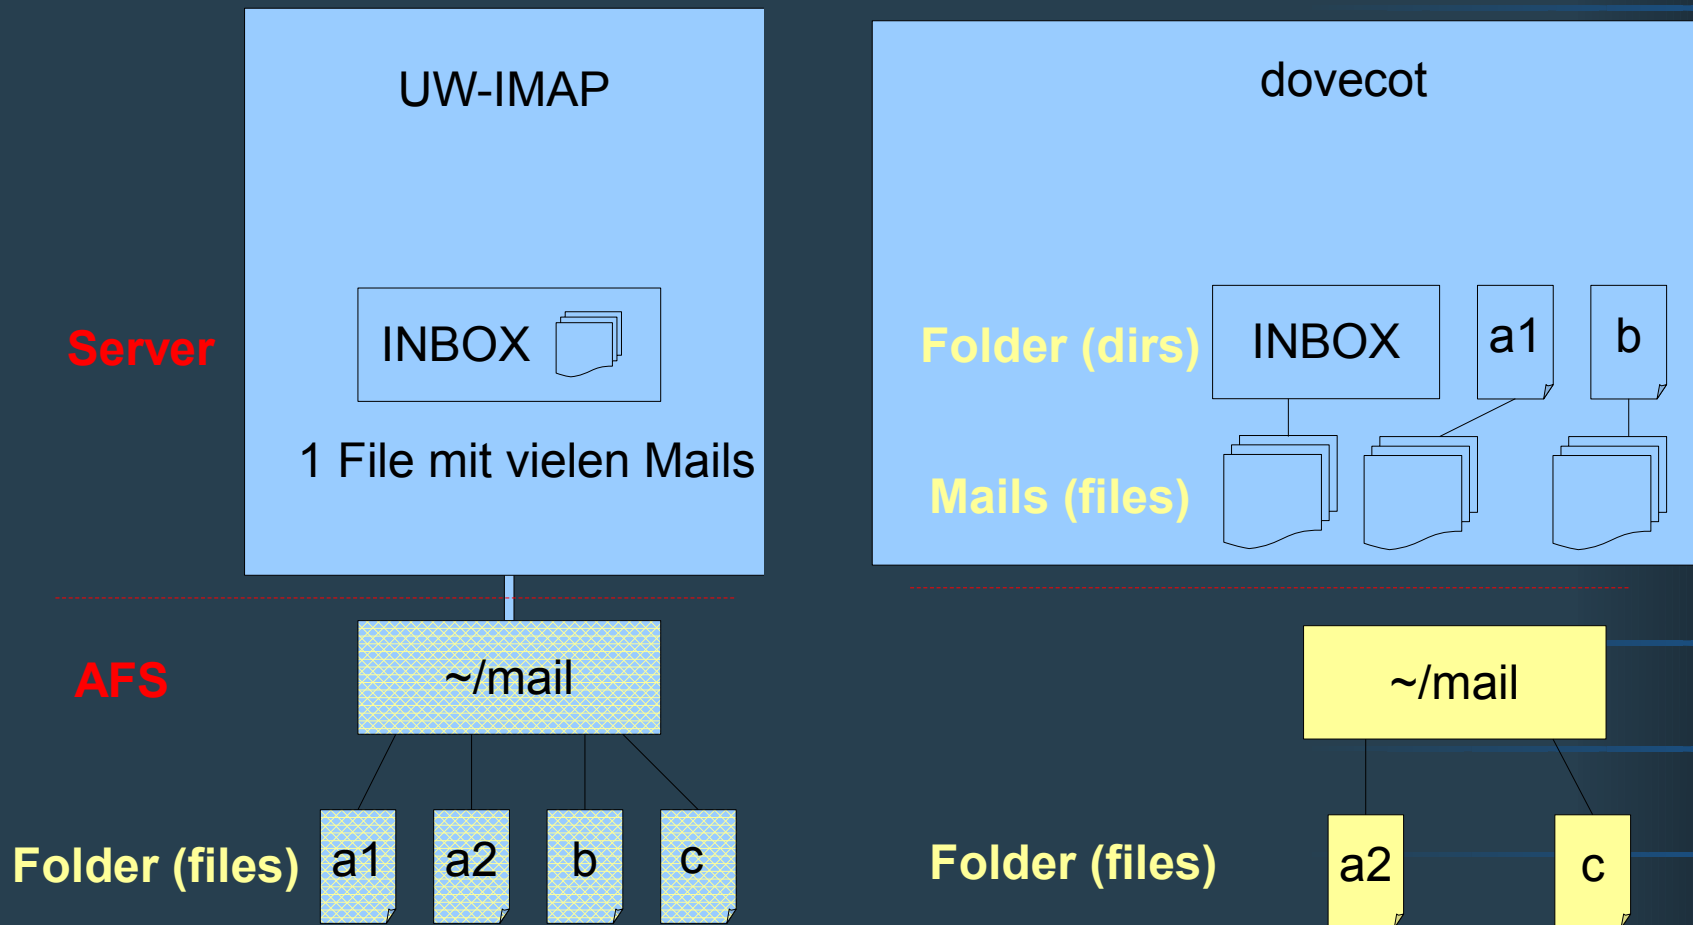 UW-IMAP
Server
INBOX
1 File mit vielen Mails
AFS
~/mail
Folder (files)
a1
a2
b
c
dovecot
Folder (dirs)
INBOX
a1
b
Mails (files)
~/mail
Folder (files)
a2
c